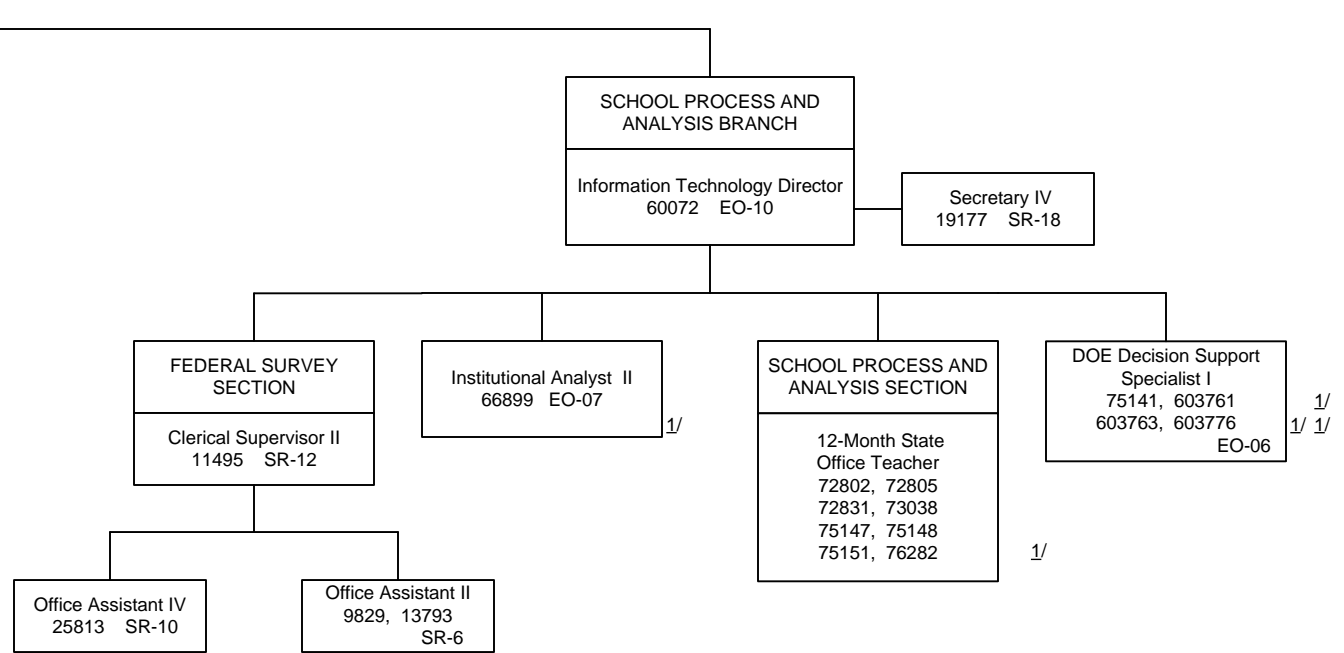 SCHOOL PROCESS AND
ANALYSIS BRANCH
Information Technology Director
60072 EO-10
Secretary IV
19177 SR-18
FEDERAL SURVEY
SECTION
Clerical Supervisor II
11495 SR-12
Institutional Analyst II
66899 EO-07
1/
SCHOOL PROCESS AND
ANALYSIS SECTION
12-Month State
Office Teacher
72802, 72805
72831, 73038
75147, 75148
75151, 76282 1/
DOE Decision Support
Specialist I
75141, 603761 1/
603763, 603776 1/ 1/
EO-06
Office Assistant IV
25813 SR-10
Office Assistant II
9829, 13793
SR-6